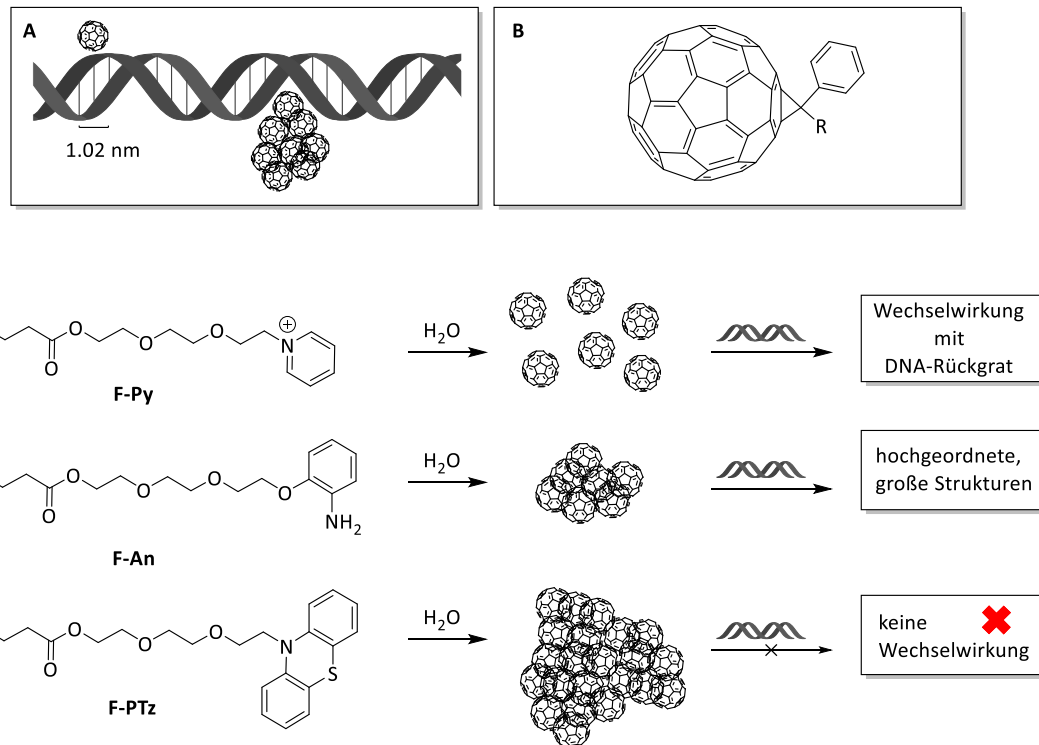 A
1.02 nm
B
R
O
O
O
O
N
+
F-Py
H₂O
Wechselwirkung
mit
DNA-Rückgrat
O
O
O
O
O
NH₂
F-An
H₂O
hochgeordnete,
große Strukturen
O
O
O
O
N
S
F-PTz
H₂O
keine
Wechselwirkung